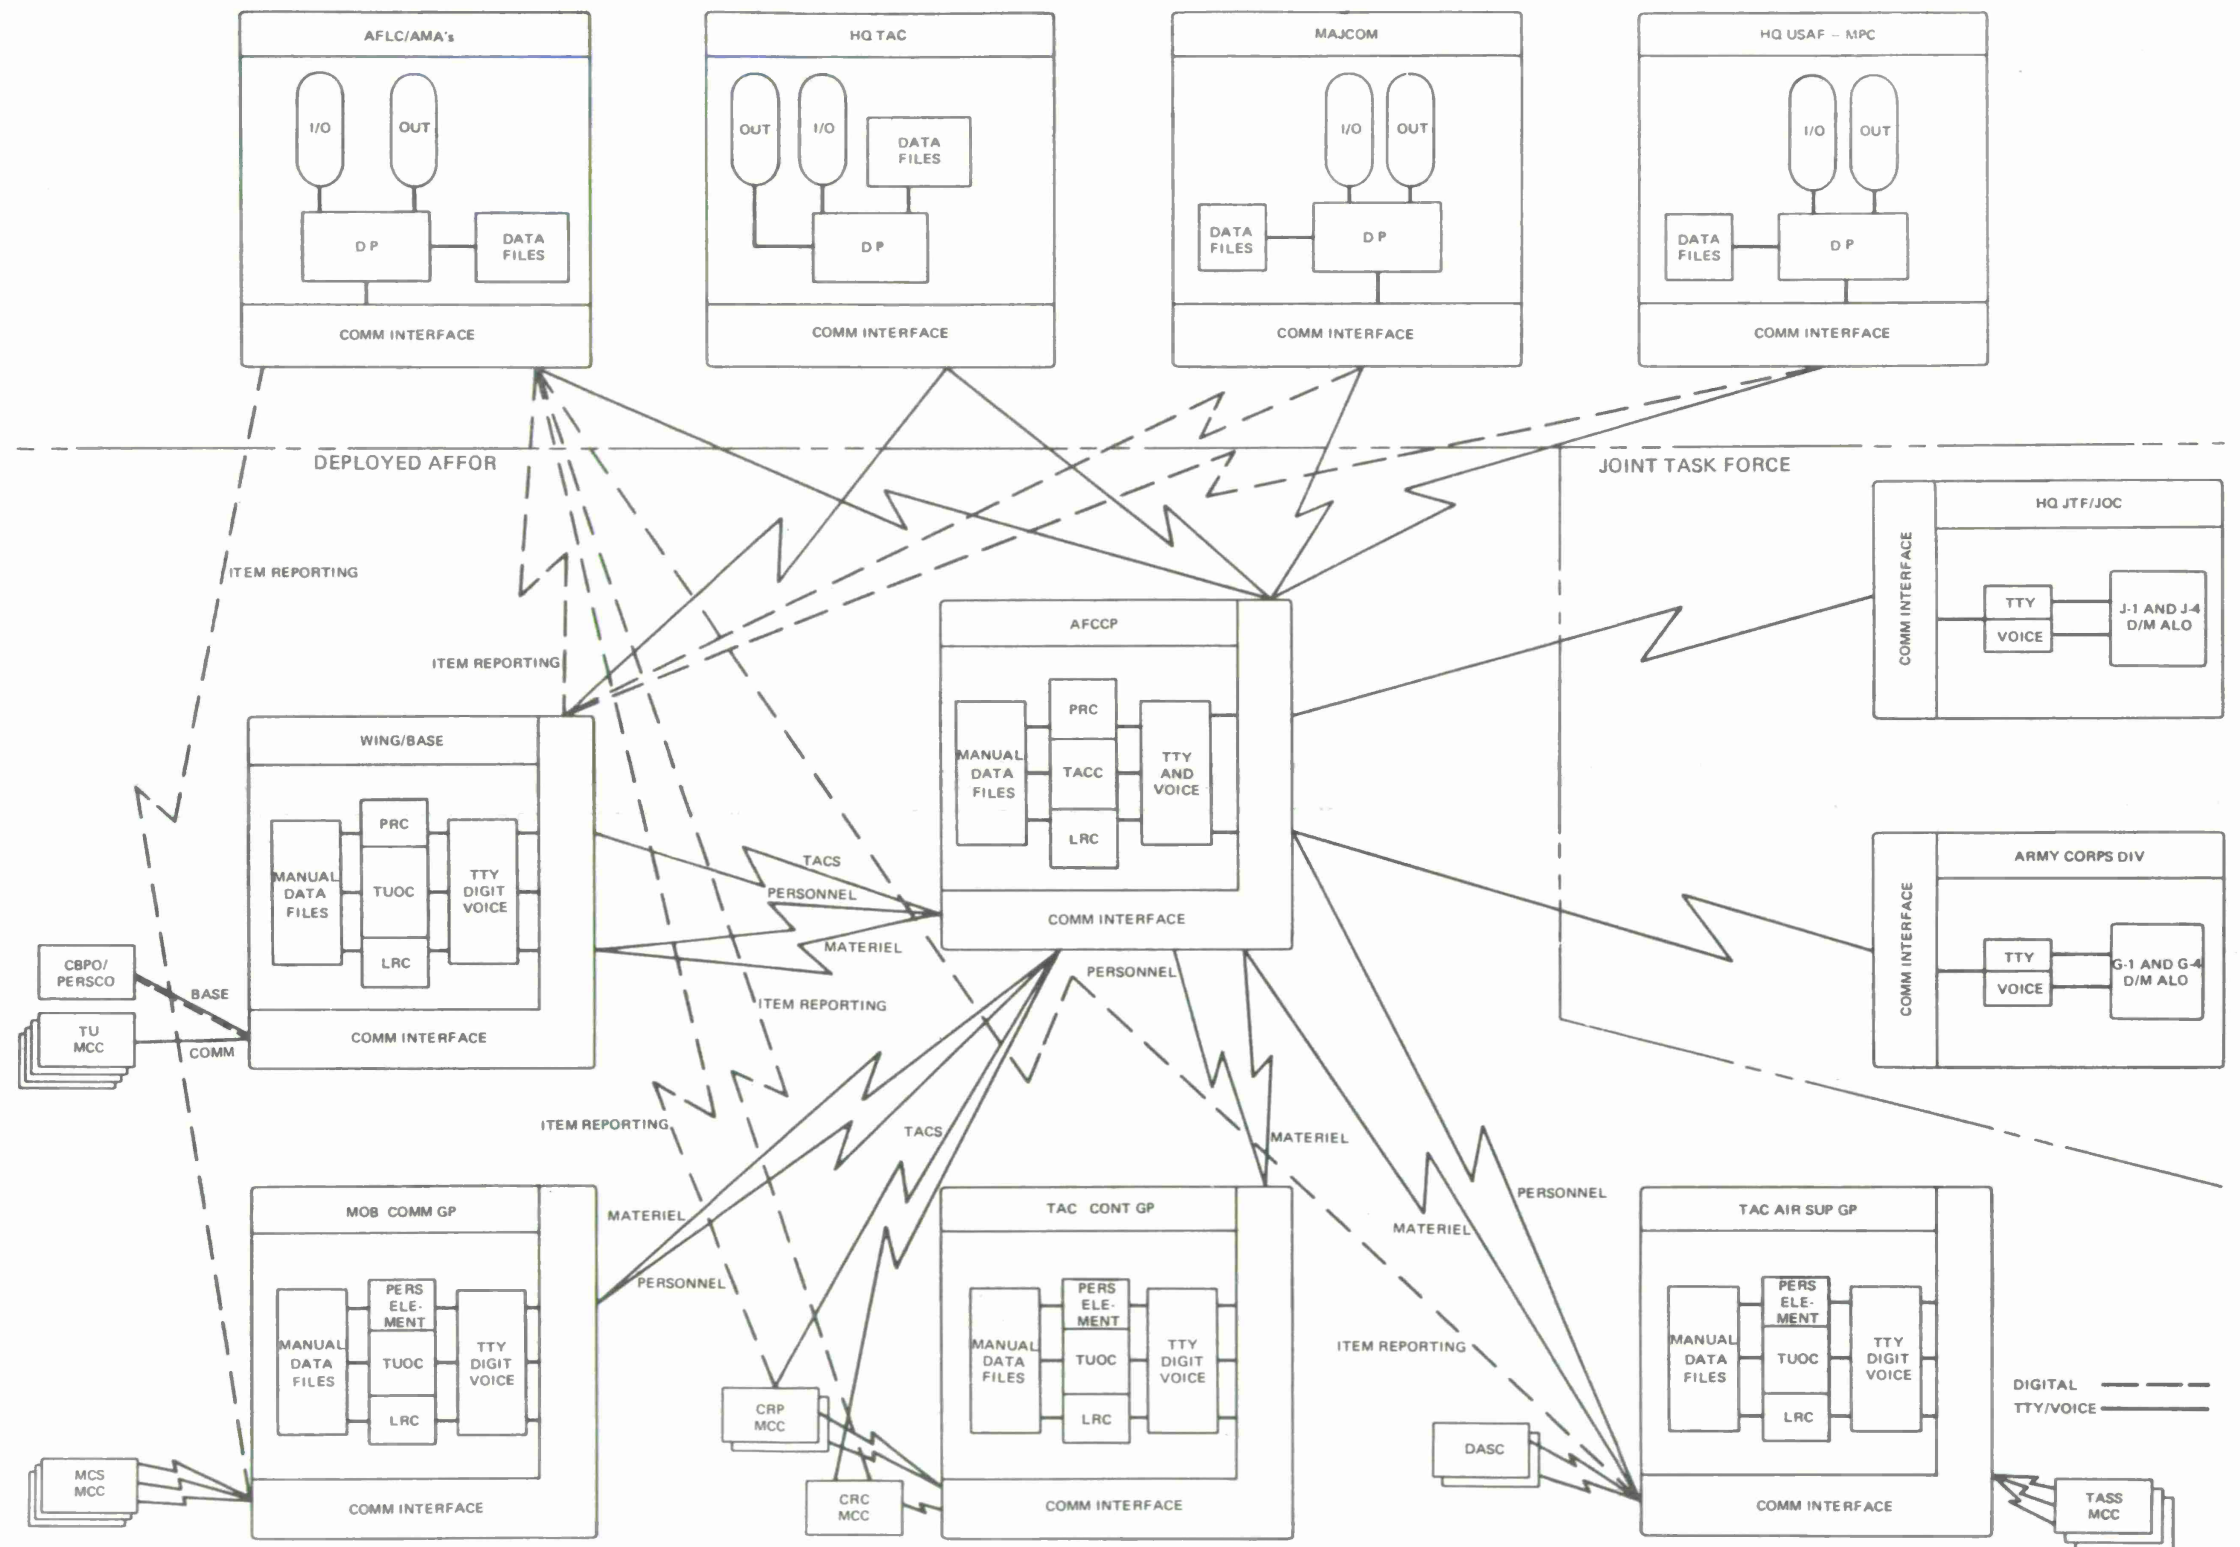 AFLC/AMA's
I/O
OUT
D P
DATA
FILES
COMM INTERFACE
HQ TAC
OUT
I/O
DATA
FILES
D P
COMM INTERFACE
MAJCOM
I/O
OUT
DATA
FILES
D P
COMM INTERFACE
HQ USAF – MPC
I/O
OUT
DATA
FILES
D P
COMM INTERFACE
DEPLOYED AFFOR
JOINT TASK FORCE
ITEM REPORTING
ITEM REPORTING
HQ JTF/JOC
COMM INTERFACE
TTY
VOICE
J-1 AND J-4
D/M ALO
AFCCP
MANUAL
DATA
FILES
PRC
TACC
LRC
TTY
AND
VOICE
COMM INTERFACE
WING/BASE
MANUAL
DATA
FILES
PRC
TUOC
LRC
TTY
DIGIT
VOICE
COMM INTERFACE
TACS
PERSONNEL
MATERIEL
ARMY CORPS DIV
COMM INTERFACE
TTY
VOICE
G-1 AND G-4
D/M ALO
CBPO/
PERSCO
BASE
TU
MCC
COMM
PERSONNEL
ITEM REPORTING
ITEM REPORTING
TACS
MATERIEL
MATERIEL
PERSONNEL
PERSONNEL
MATERIEL
ITEM REPORTING
MOB COMM GP
MANUAL
DATA
FILES
PERS
ELE-
MENT
TUOC
LRC
TTY
DIGIT
VOICE
COMM INTERFACE
MCS
MCC
CRP
MCC
CRC
MCC
TAC CONT GP
MANUAL
DATA
FILES
PERS
ELE-
MENT
TUOC
LRC
TTY
DIGIT
VOICE
COMM INTERFACE
DASC
TAC AIR SUP GP
MANUAL
DATA
FILES
PERS
ELE-
MENT
TUOC
LRC
TTY
DIGIT
VOICE
COMM INTERFACE
TASS
MCC
DIGITAL
TTY/VOICE